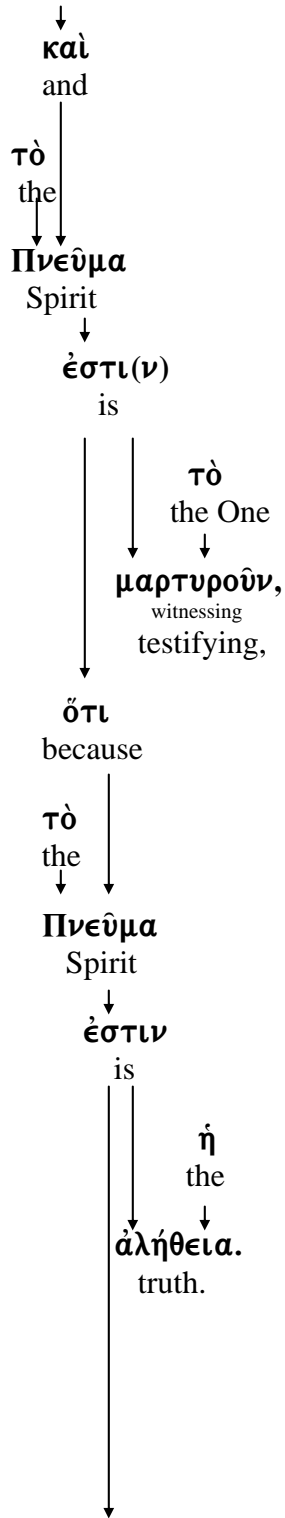 καὶ
and
τὸ
the
Πνεῦμα
Spirit
ἐστι(ν)
is
τὸ
the One
μαρτυροῦν,
witnessing
testifying,
ὅτι
because
τὸ
the
Πνεῦμα
Spirit
ἐστιν
is
ἡ
the
ἀλήθεια.
truth.